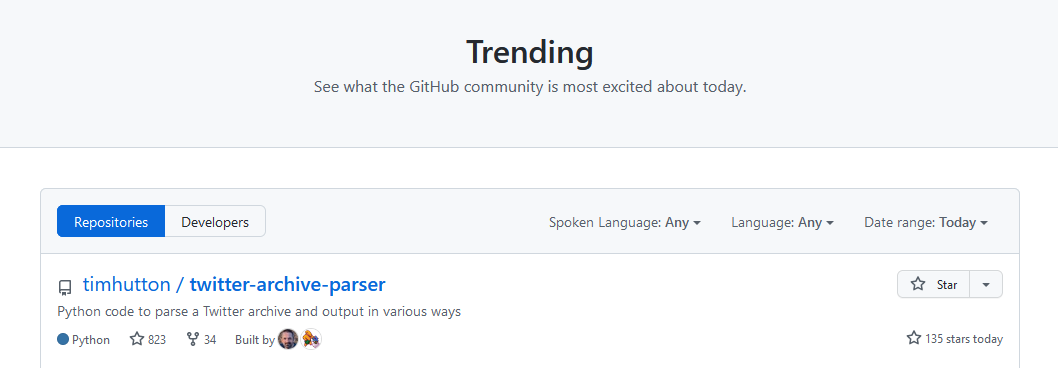 Trending
See what the GitHub community is most excited about today.
Repositories Developers Spoken Language: Any Language: Any Date range: Today
timhutton / twitter-archive-parser Star
Python code to parse a Twitter archive and output in various ways
Python 823 34 Built by 135 stars today